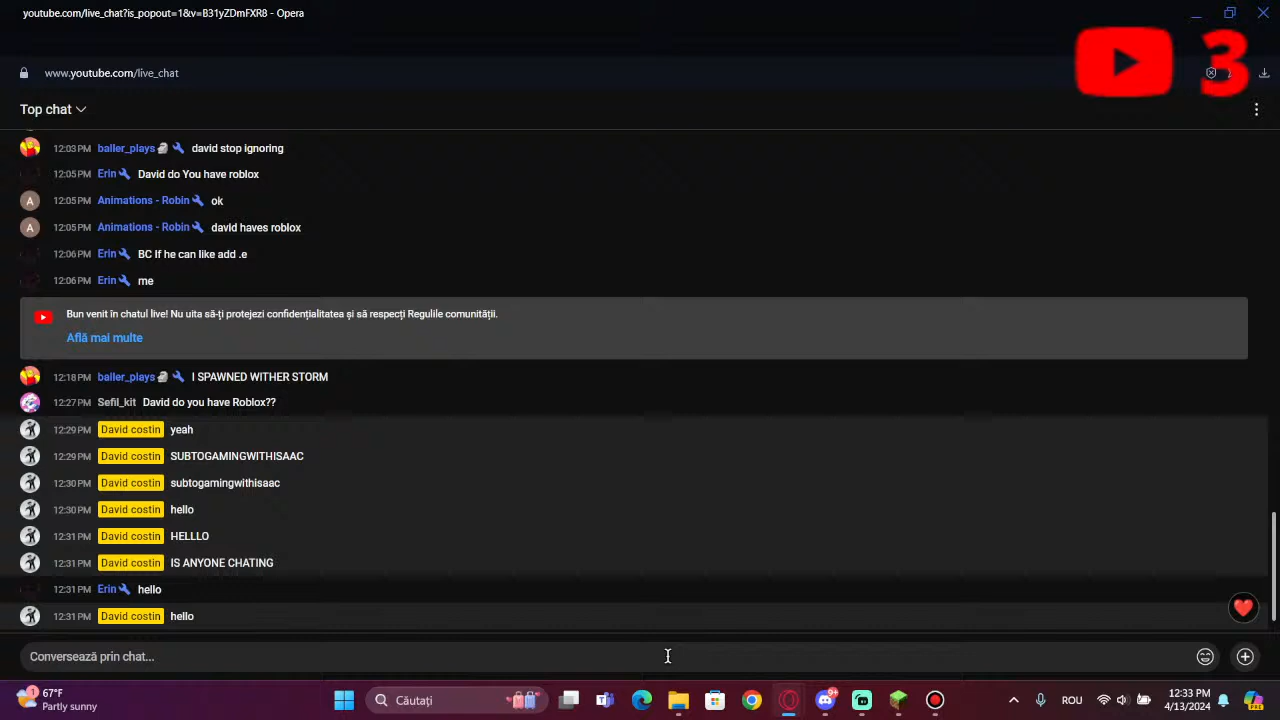 youtube.com/live_chat?is_popout=1&v=B31yZDmFXR8 - Opera
www.youtube.com/live_chat
3
Top chat
12:03 PM baller_plays🗿 david stop ignoring
12:05 PM Erin David do You have roblox
A 12:05 PM Animations - Robin ok
A 12:05 PM Animations - Robin david haves roblox
12:06 PM Erin BC If he can like add .e
12:06 PM Erin me
Bun venit în chatul live! Nu uita să-ți protejezi confidențialitatea și să respecți Regulile comunității.
Află mai multe
12:18 PM baller_plays🗿 I SPAWNED WITHER STORM
12:27 PM Sefil_kit David do you have Roblox??
12:29 PM David costin yeah
12:29 PM David costin SUBTOGAMINGWITHISAAC
12:30 PM David costin subtogamingwithisaac
12:30 PM David costin hello
12:31 PM David costin HELLLO
12:31 PM David costin IS ANYONE CHATING
12:31 PM Erin hello
12:31 PM David costin hello
Conversează prin chat...
1
67°F
Partly sunny
Căutați
9+
ROU
12:33 PM
4/13/2024
PRE